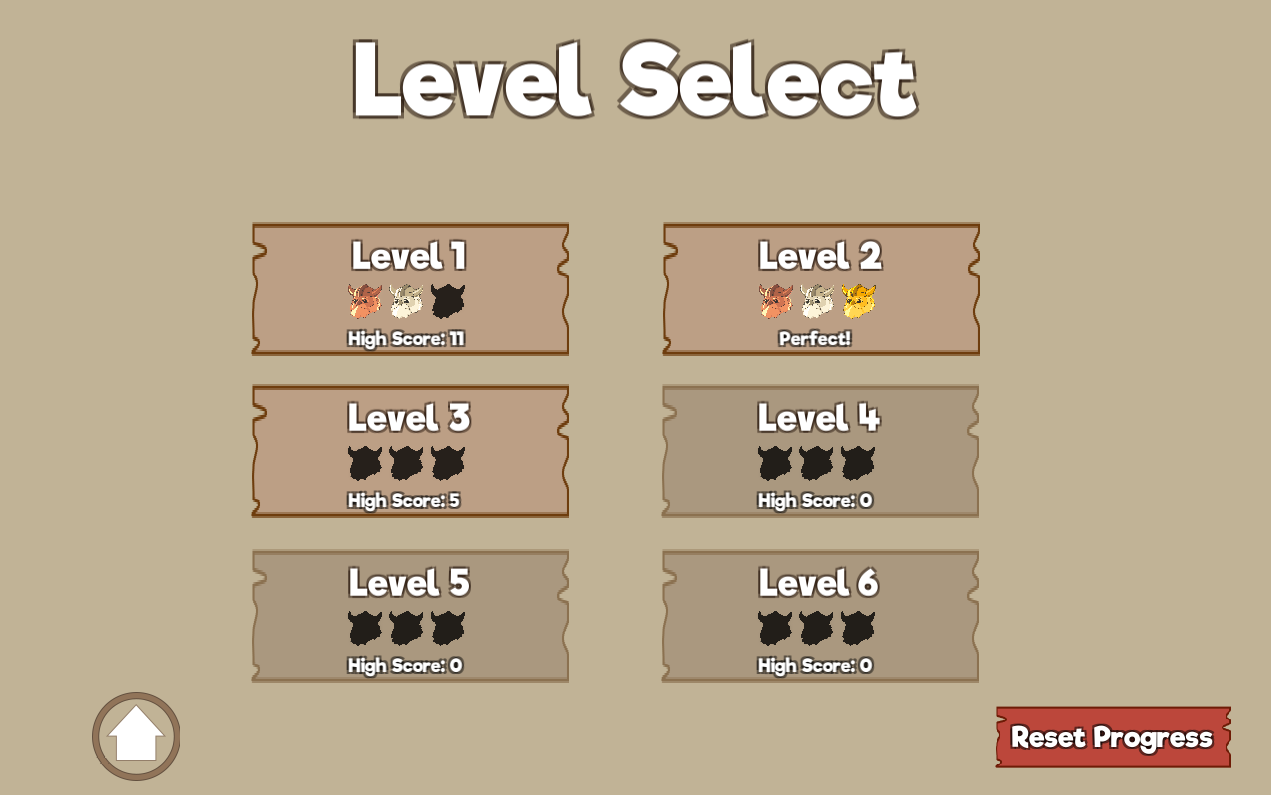 Level Select
Level 1
High Score: 11
Level 2
Perfect!
Level 3
High Score: 5
Level 4
High Score: 0
Level 5
High Score: 0
Level 6
High Score: 0
Reset Progress